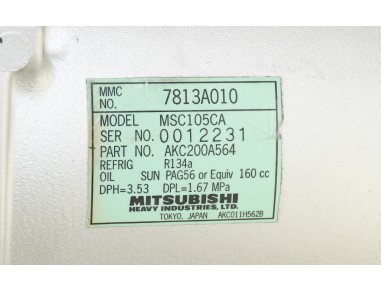 MMC
NO. 7813A010
MODEL MSC105CA
SER NO. 0012231
PART NO. AKC200A564
REFRIG R134a
OIL SUN PAG56 or Equiv 160 cc
DPH=3.53 DPL=1.67 MPa
MITSUBISHI
HEAVY INDUSTRIES, LTD.
TOKYO, JAPAN AKC011H562B